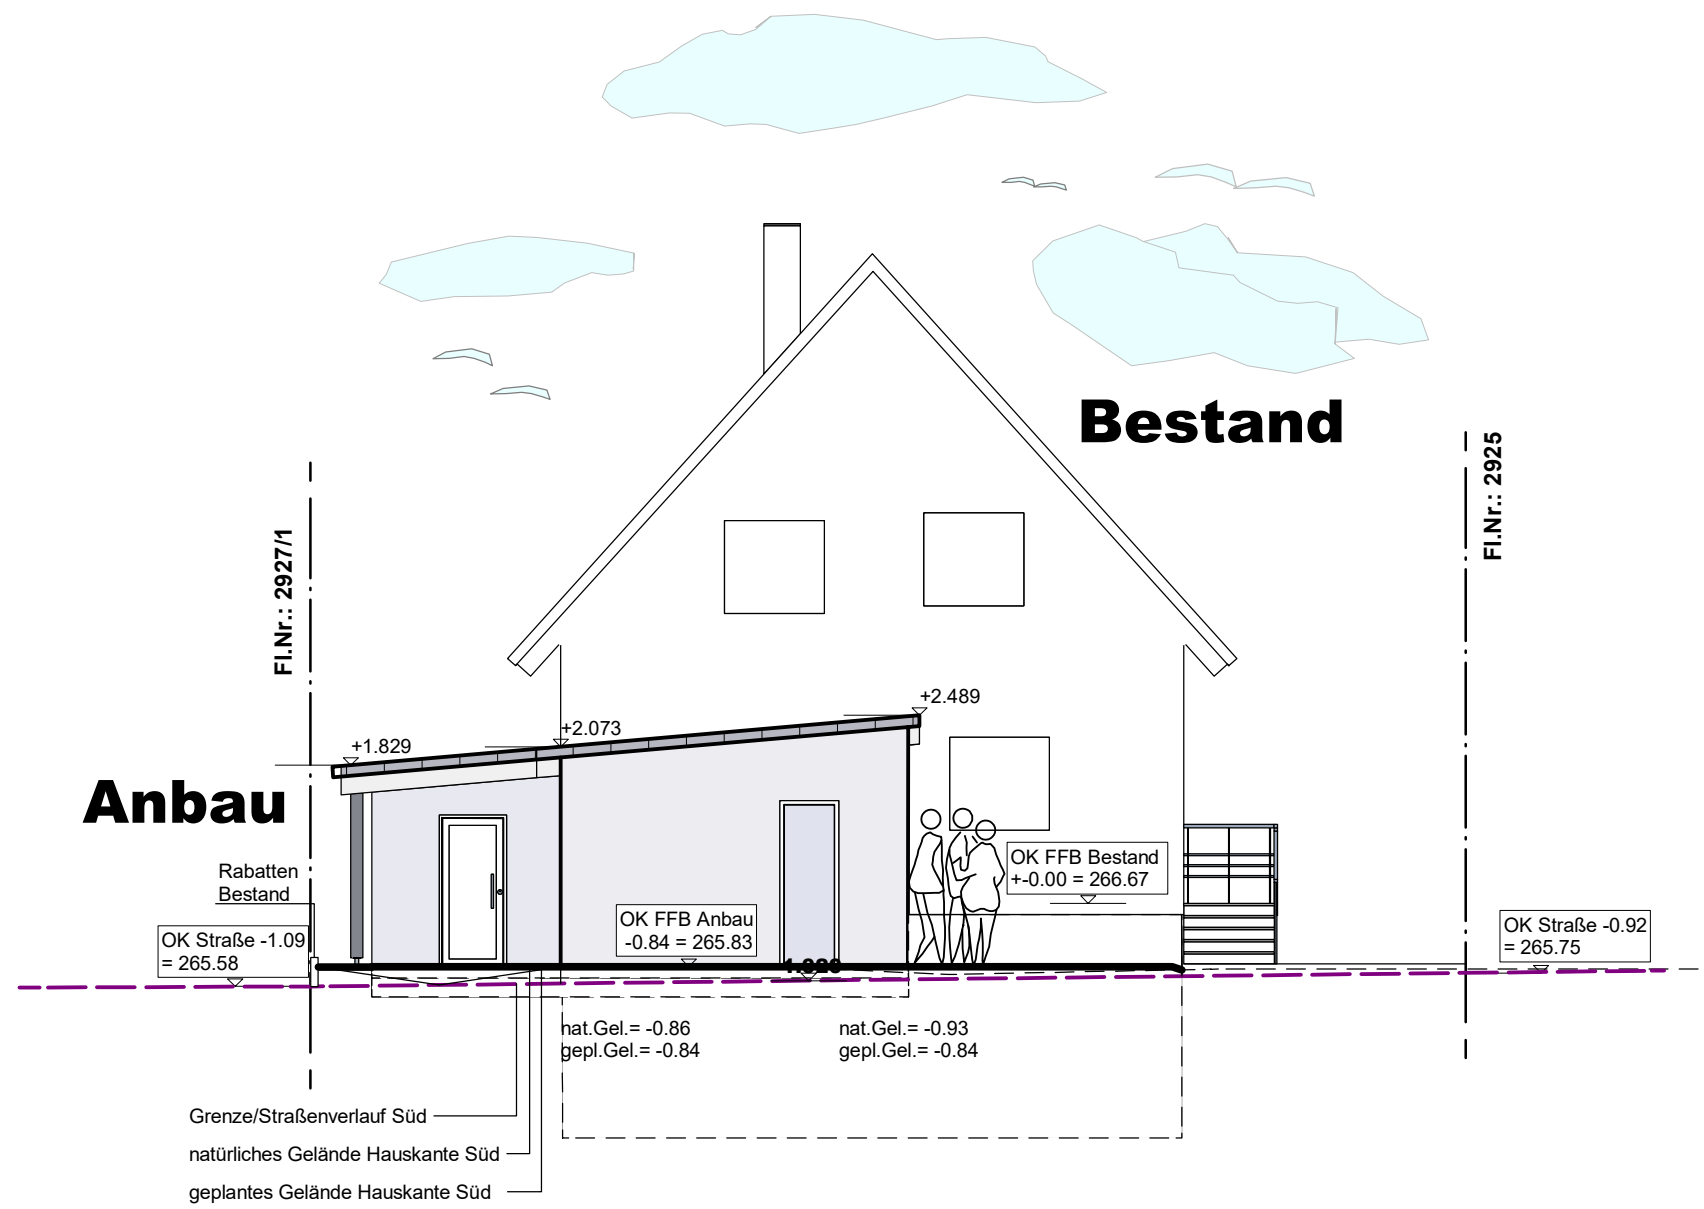 Bestand
Fl.Nr.: 2925
Fl.Nr.: 2927/1
+2.489
+2.073
+1.829
Anbau
Rabatten
Bestand
OK FFB Bestand
+-0.00 = 266.67
OK FFB Anbau
-0.84 = 265.83
OK Straße -1.09
= 265.58
OK Straße -0.92
= 265.75
nat.Gel.= -0.86
gepl.Gel.= -0.84
nat.Gel.= -0.93
gepl.Gel.= -0.84
Grenze/Straßenverlauf Süd
natürliches Gelände Hauskante Süd
geplantes Gelände Hauskante Süd